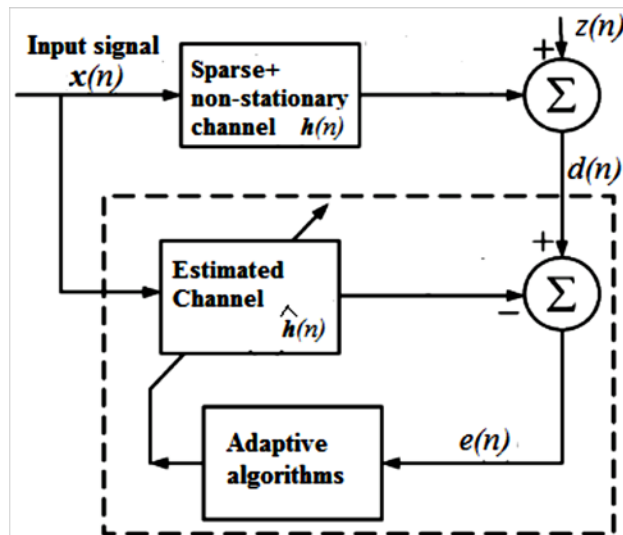 Input signal
x(n)
z(n)
+
Sparse+
non-stationary
channel h(n)
Σ
d(n)
+
Estimated
Channel
ĥ(n)
Σ
−
Adaptive
algorithms
e(n)